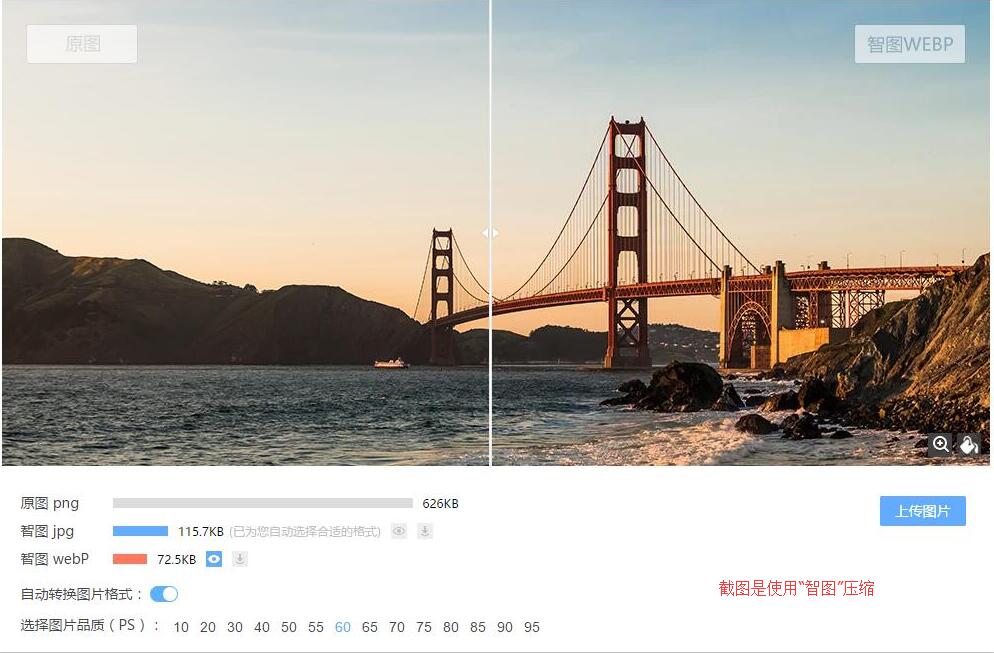 原图
智图WEBP
原图 png 626KB
上传图片
智图 jpg 115.7KB (已为您自动选择合适的格式)
智图 webP 72.5KB
自动转换图片格式：
截图是使用“智图”压缩
选择图片品质 ( PS ) ： 10 20 30 40 50 55 60 65 70 75 80 85 90 95